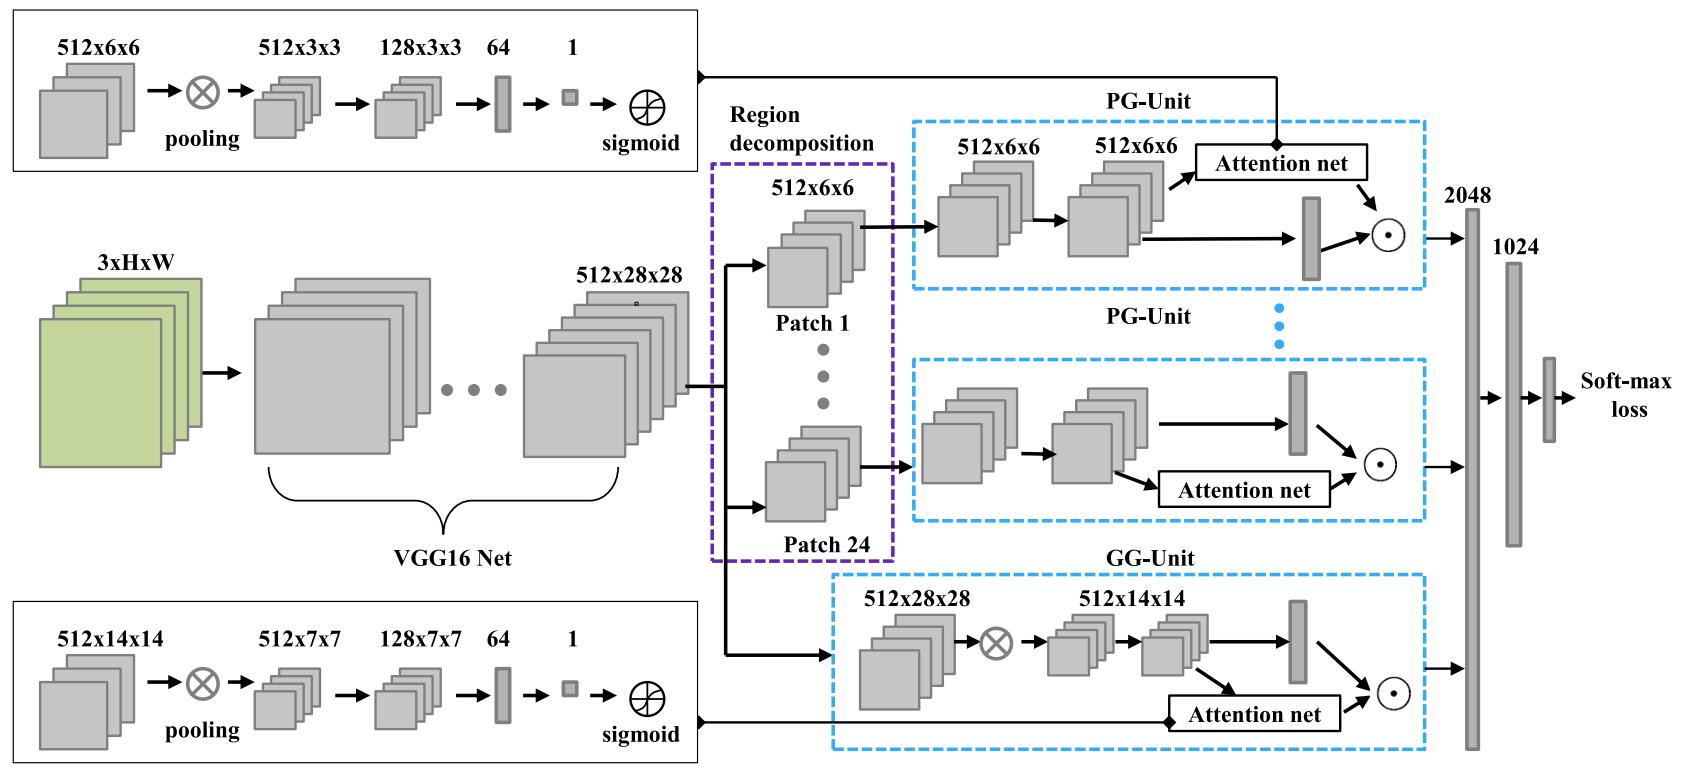 512x6x6
512x3x3
128x3x3
64
1
pooling
sigmoid
Region
decomposition
512x6x6
Patch 1
Patch 24
PG-Unit
512x6x6
512x6x6
Attention net
PG-Unit
Attention net
GG-Unit
512x28x28
512x14x14
Attention net
3xHxW
512x28x28
VGG16 Net
2048
1024
Soft-max
loss
512x14x14
512x7x7
128x7x7
64
1
pooling
sigmoid